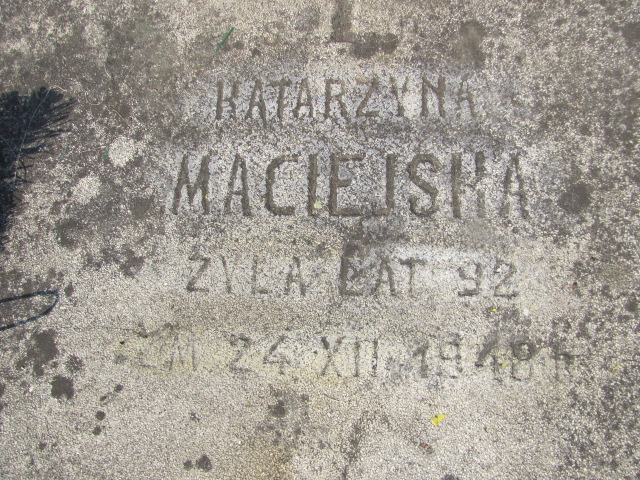 KATARZYNA
MACIEJSKA
ŻYŁA LAT 92
ZM 24 XII 1948 R